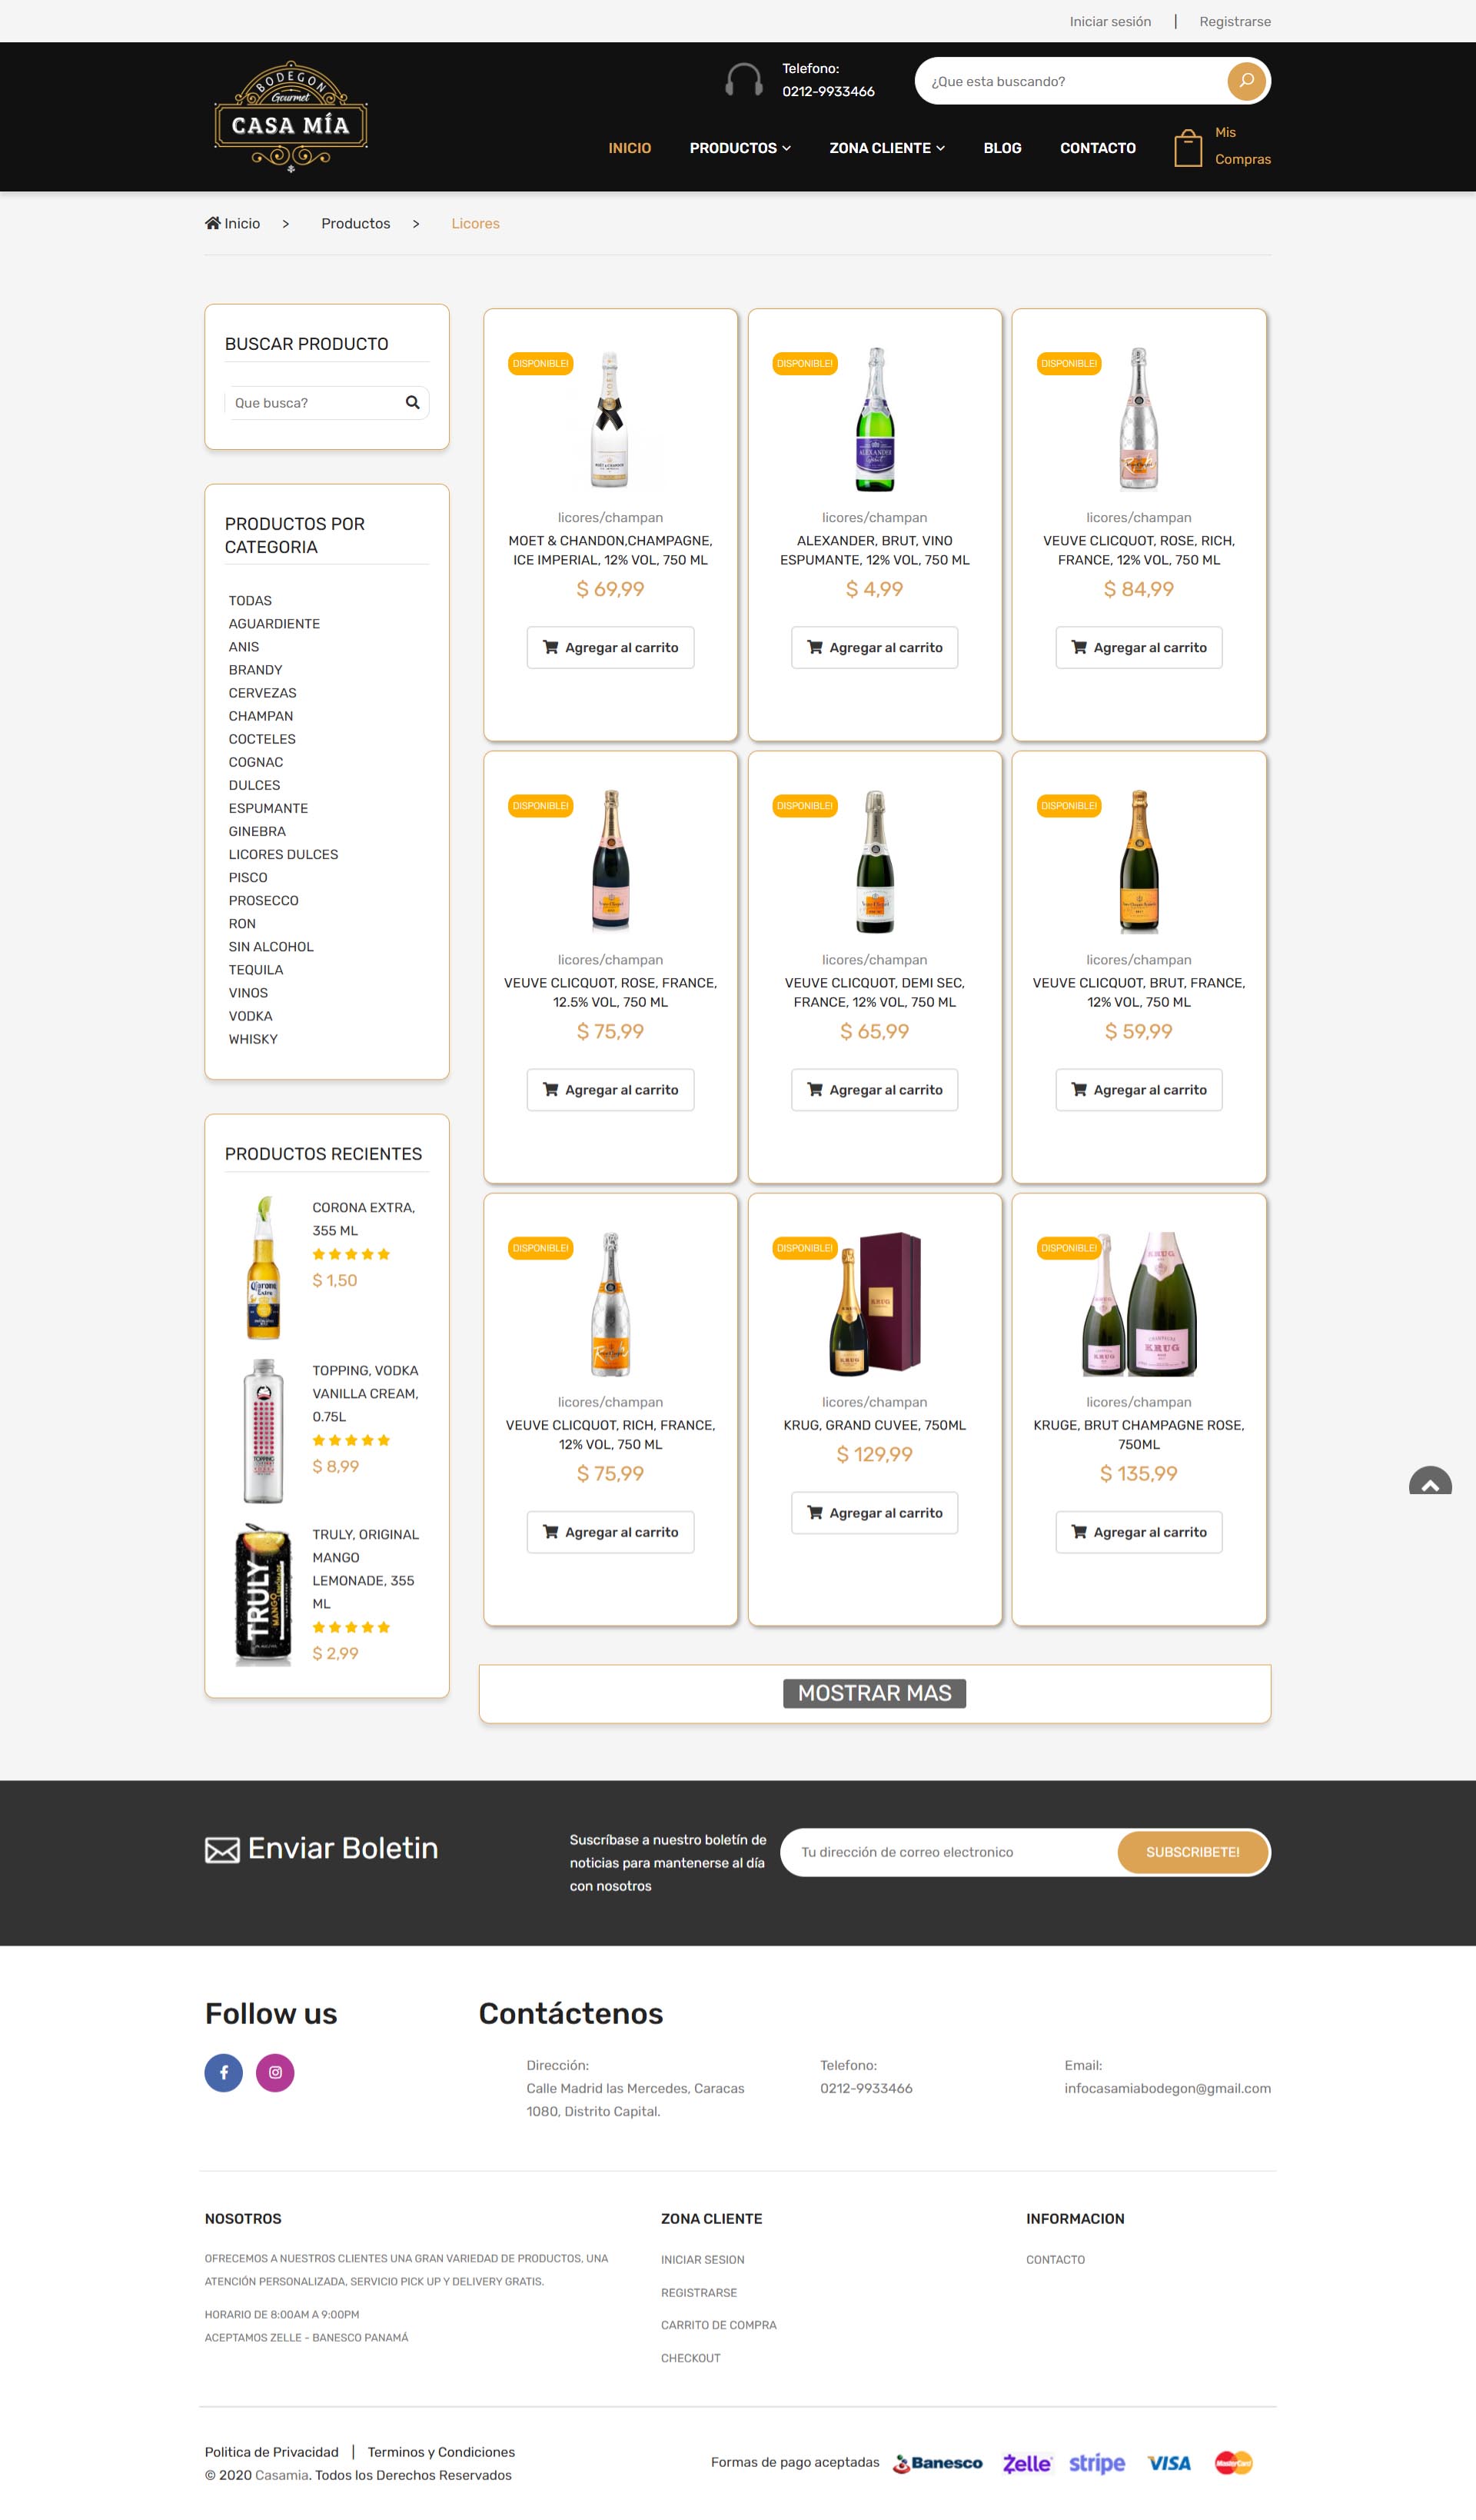 Iniciar sesión | Registrarse
BODEGON
Gourmet
CASA MÍA
Telefono:
0212-9933466
¿Que esta buscando?
INICIO PRODUCTOS ZONA CLIENTE BLOG CONTACTO
Mis
Compras
Inicio > Productos > Licores
BUSCAR PRODUCTO
Que busca?
PRODUCTOS POR
CATEGORIA
TODAS
AGUARDIENTE
ANIS
BRANDY
CERVEZAS
CHAMPAN
COCTELES
COGNAC
DULCES
ESPUMANTE
GINEBRA
LICORES DULCES
PISCO
PROSECCO
RON
SIN ALCOHOL
TEQUILA
VINOS
VODKA
WHISKY
PRODUCTOS RECIENTES
Corona
Extra
CORONA EXTRA,
355 ML
$ 1,50
TOPPING
TOPPING, VODKA
VANILLA CREAM,
0.75L
$ 8,99
TRULY
MANGO
TRULY, ORIGINAL
MANGO
LEMONADE, 355
ML
$ 2,99
DISPONIBLE!
licores/champan
MOET & CHANDON,CHAMPAGNE,
ICE IMPERIAL, 12% VOL, 750 ML
$ 69,99
Agregar al carrito
DISPONIBLE!
ALEXANDER
licores/champan
ALEXANDER, BRUT, VINO
ESPUMANTE, 12% VOL, 750 ML
$ 4,99
Agregar al carrito
DISPONIBLE!
Rich
licores/champan
VEUVE CLICQUOT, ROSE, RICH,
FRANCE, 12% VOL, 750 ML
$ 84,99
Agregar al carrito
DISPONIBLE!
licores/champan
VEUVE CLICQUOT, ROSE, FRANCE,
12.5% VOL, 750 ML
$ 75,99
Agregar al carrito
DISPONIBLE!
licores/champan
VEUVE CLICQUOT, DEMI SEC,
FRANCE, 12% VOL, 750 ML
$ 65,99
Agregar al carrito
DISPONIBLE!
licores/champan
VEUVE CLICQUOT, BRUT, FRANCE,
12% VOL, 750 ML
$ 59,99
Agregar al carrito
DISPONIBLE!
Rich
licores/champan
VEUVE CLICQUOT, RICH, FRANCE,
12% VOL, 750 ML
$ 75,99
Agregar al carrito
DISPONIBLE!
KRUG
KRUG
licores/champan
KRUG, GRAND CUVEE, 750ML
$ 129,99
Agregar al carrito
DISPONIBLE!
KRUG
KRUG
KRUG
licores/champan
KRUGE, BRUT CHAMPAGNE ROSE,
750ML
$ 135,99
Agregar al carrito
MOSTRAR MAS
Enviar Boletin
Suscríbase a nuestro boletín de
noticias para mantenerse al día
con nosotros
Tu dirección de correo electronico
SUBSCRIBETE!
Follow us
Contáctenos
Dirección:
Calle Madrid las Mercedes, Caracas
1080, Distrito Capital.
Telefono:
0212-9933466
Email:
infocasamiabodegon@gmail.com
NOSOTROS
OFRECEMOS A NUESTROS CLIENTES UNA GRAN VARIEDAD DE PRODUCTOS, UNA
ATENCIÓN PERSONALIZADA, SERVICIO PICK UP Y DELIVERY GRATIS.
HORARIO DE 8:00AM A 9:00PM
ACEPTAMOS ZELLE - BANESCO PANAMÁ
ZONA CLIENTE
INICIAR SESION
REGISTRARSE
CARRITO DE COMPRA
CHECKOUT
INFORMACION
CONTACTO
Politica de Privacidad | Terminos y Condiciones
© 2020 Casamia. Todos los Derechos Reservados
Formas de pago aceptadas Banesco Zelle stripe VISA MasterCard